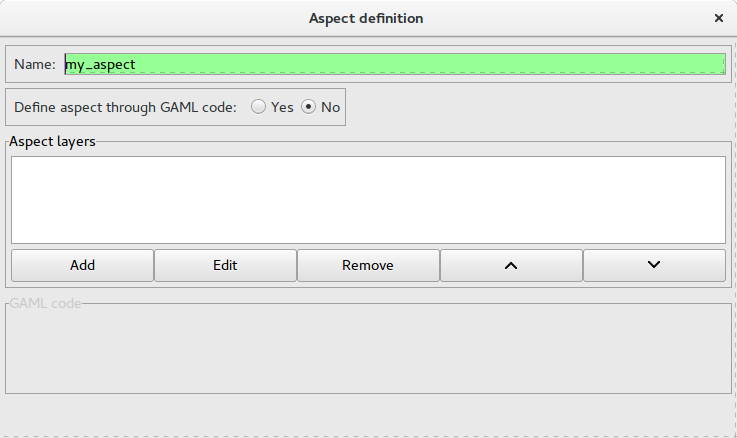 Aspect definition
Name: my_aspect
Define aspect through GAML code: Yes No
Aspect layers
Add Edit Remove
GAML code